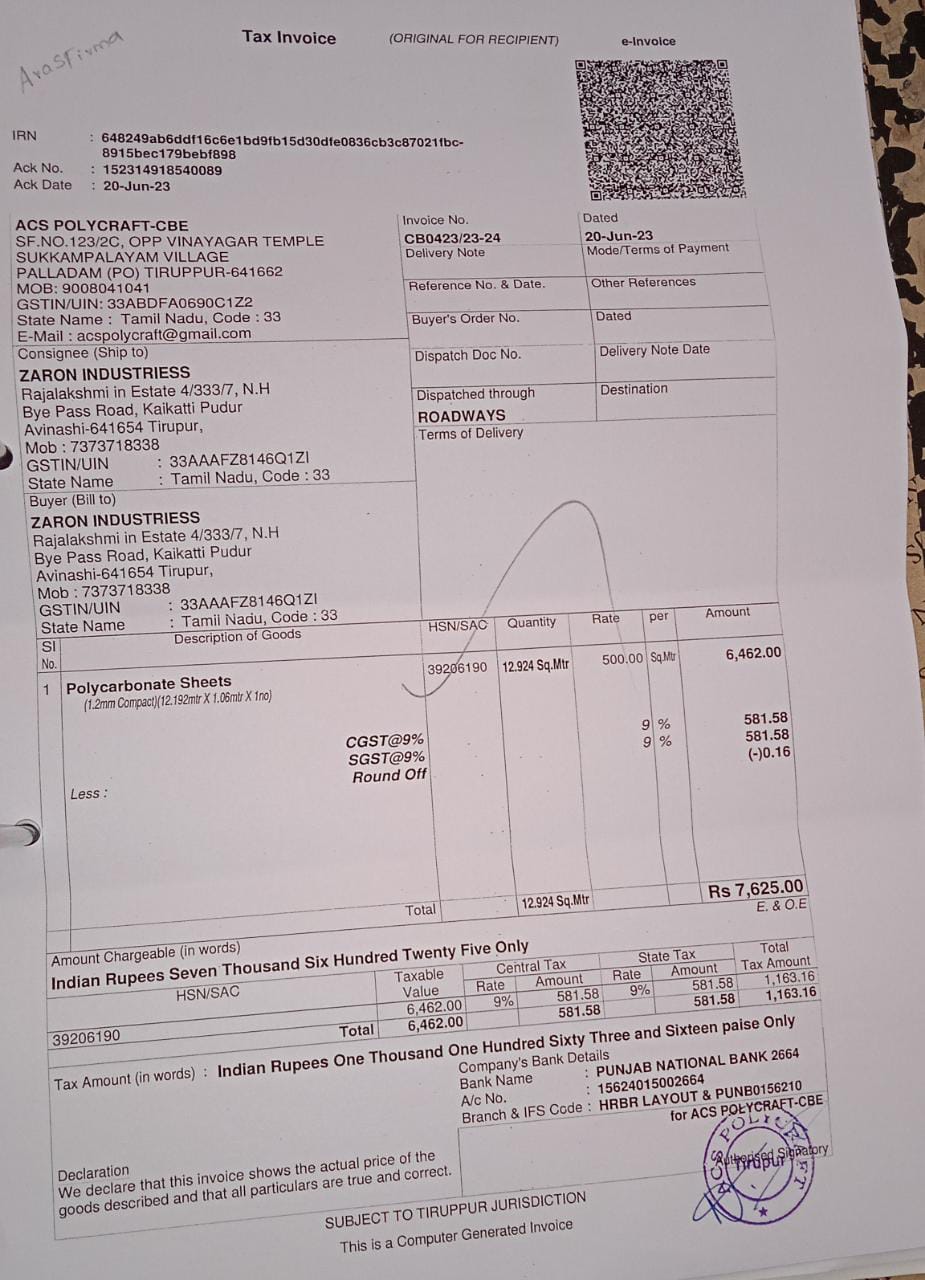 Tax Invoice (ORIGINAL FOR RECIPIENT) e-Invoice
IRN : 648249ab6ddf16c6e1bd9fb15d30dfe0836cb3c87021fbc-
8915bec179bebf898
Ack No. : 152314918540089
Ack Date : 20-Jun-23
ACS POLYCRAFT-CBE
SF.NO.123/2C, OPP VINAYAGAR TEMPLE
SUKKAMPALAYAM VILLAGE
PALLADAM (PO) TIRUPPUR-641662
MOB: 9008041041
GSTIN/UIN: 33ABDFA0690C1Z2
State Name : Tamil Nadu, Code : 33
E-Mail : acspolycraft@gmail.com
Invoice No. Dated
CB0423/23-24 20-Jun-23
Delivery Note Mode/Terms of Payment
Reference No. & Date. Other References
Buyer's Order No. Dated
Dispatch Doc No. Delivery Note Date
Dispatched through Destination
ROADWAYS
Terms of Delivery
Consignee (Ship to)
ZARON INDUSTRIESS
Rajalakshmi in Estate 4/333/7, N.H
Bye Pass Road, Kaikatti Pudur
Avinashi-641654 Tirupur,
Mob : 7373718338
GSTIN/UIN : 33AAAFZ8146Q1ZI
State Name : Tamil Nadu, Code : 33
Buyer (Bill to)
ZARON INDUSTRIESS
Rajalakshmi in Estate 4/333/7, N.H
Bye Pass Road, Kaikatti Pudur
Avinashi-641654 Tirupur,
Mob : 7373718338
GSTIN/UIN : 33AAAFZ8146Q1ZI
State Name : Tamil Nadu, Code : 33
Sl No. Description of Goods HSN/SAC Quantity Rate per Amount
1 Polycarbonate Sheets 39206190 12.924 Sq.Mtr 500.00 Sq.Mtr 6,462.00
(1.2mm Compact)(12.192mtr X 1.06mtr X 1no)
CGST@9% 9 % 581.58
SGST@9% 9 % 581.58
Round Off (-)0.16
Less :
Total 12.924 Sq.Mtr Rs 7,625.00
E. & O.E
Amount Chargeable (in words)
Indian Rupees Seven Thousand Six Hundred Twenty Five Only
HSN/SAC Taxable Value Central Tax State Tax Total Tax Amount
Rate Amount Rate Amount
39206190 6,462.00 9% 581.58 9% 581.58 1,163.16
Total 6,462.00 581.58 581.58 1,163.16
Tax Amount (in words) : Indian Rupees One Thousand One Hundred Sixty Three and Sixteen paise Only
Company's Bank Details
Bank Name : PUNJAB NATIONAL BANK 2664
A/c No. : 15624015002664
Branch & IFS Code : HRBR LAYOUT & PUNB0156210
for ACS POLYCRAFT-CBE
ACS POLYCRAFT
Tirupur
Authorised Signatory
Declaration
We declare that this invoice shows the actual price of the
goods described and that all particulars are true and correct.
SUBJECT TO TIRUPPUR JURISDICTION
This is a Computer Generated Invoice